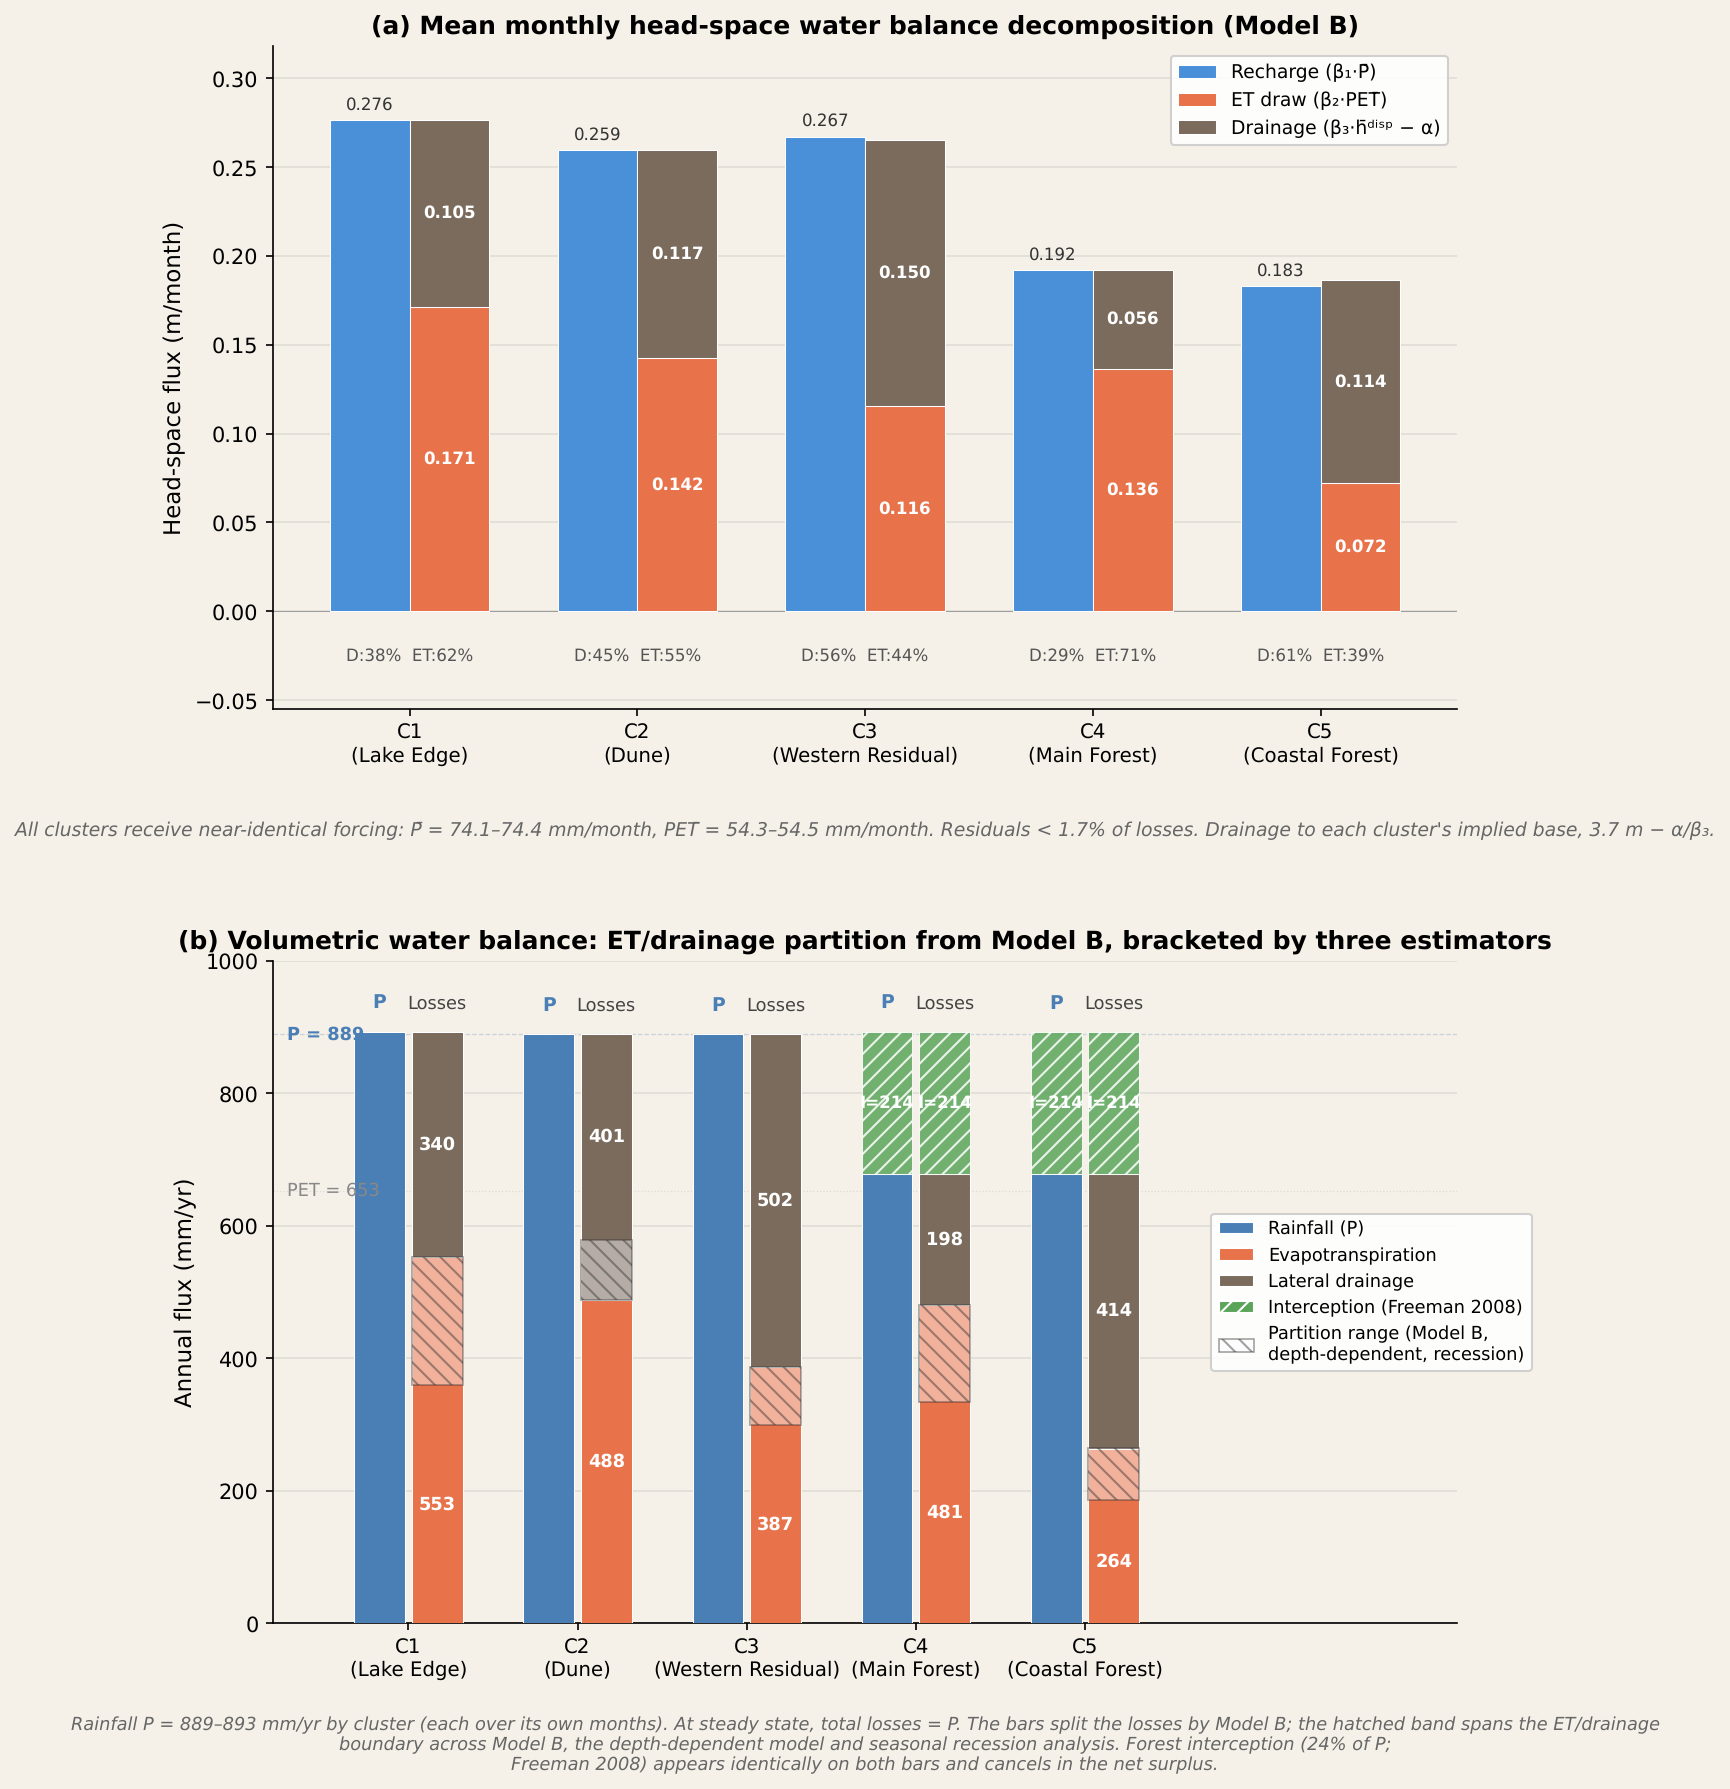 (a) Mean monthly head-space water balance decomposition (Model B)
Head-space flux (m/month)
0.30
0.25
0.20
0.15
0.10
0.05
0.00
−0.05
Recharge (β₁·P̄)
ET draw (β₂·PET)
Drainage (β₃·h̄ᵈⁱˢᵖ − α)
0.276
0.105
0.171
0.259
0.117
0.142
0.267
0.150
0.116
0.192
0.056
0.136
0.183
0.114
0.072
D:38% ET:62%
D:45% ET:55%
D:56% ET:44%
D:29% ET:71%
D:61% ET:39%
C1
(Lake Edge)
C2
(Dune)
C3
(Western Residual)
C4
(Main Forest)
C5
(Coastal Forest)
All clusters receive near-identical forcing: P̄ = 74.1–74.4 mm/month, PET = 54.3–54.5 mm/month. Residuals < 1.7% of losses. Drainage to each cluster's implied base, 3.7 m − α/β₃.
(b) Volumetric water balance: ET/drainage partition from Model B, bracketed by three estimators
Annual flux (mm/yr)
1000
800
600
400
200
0
P = 889
PET = 653
P Losses
P Losses
P Losses
P Losses
P Losses
340
553
401
488
502
387
I=214
I=214
198
481
I=214
I=214
414
264
Rainfall (P)
Evapotranspiration
Lateral drainage
Interception (Freeman 2008)
Partition range (Model B,
depth-dependent, recession)
C1
(Lake Edge)
C2
(Dune)
C3
(Western Residual)
C4
(Main Forest)
C5
(Coastal Forest)
Rainfall P = 889–893 mm/yr by cluster (each over its own months). At steady state, total losses = P. The bars split the losses by Model B; the hatched band spans the ET/drainage
boundary across Model B, the depth-dependent model and seasonal recession analysis. Forest interception (24% of P;
Freeman 2008) appears identically on both bars and cancels in the net surplus.